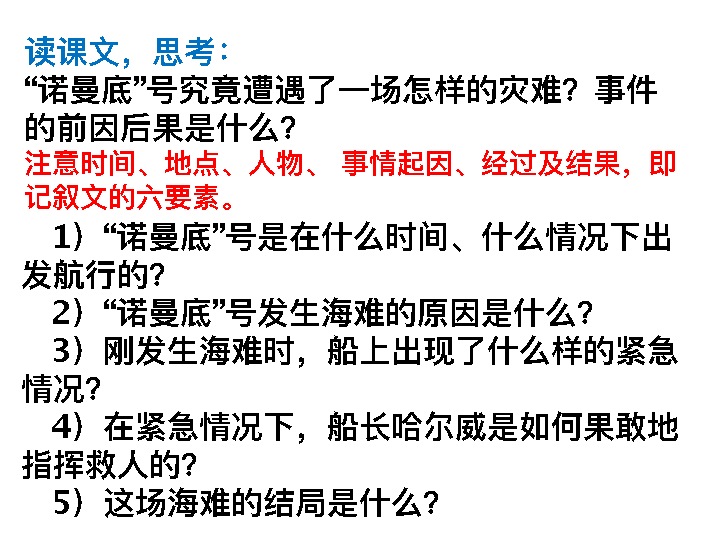 读课文，思考：
“诺曼底”号究竟遭遇了一场怎样的灾难？事件
的前因后果是什么？
注意时间、地点、人物、 事情起因、经过及结果，即
记叙文的六要素。
1）“诺曼底”号是在什么时间、什么情况下出
发航行的？
2）“诺曼底”号发生海难的原因是什么？
3）刚发生海难时，船上出现了什么样的紧急
情况？
4）在紧急情况下，船长哈尔威是如何果敢地
指挥救人的？
5）这场海难的结局是什么？